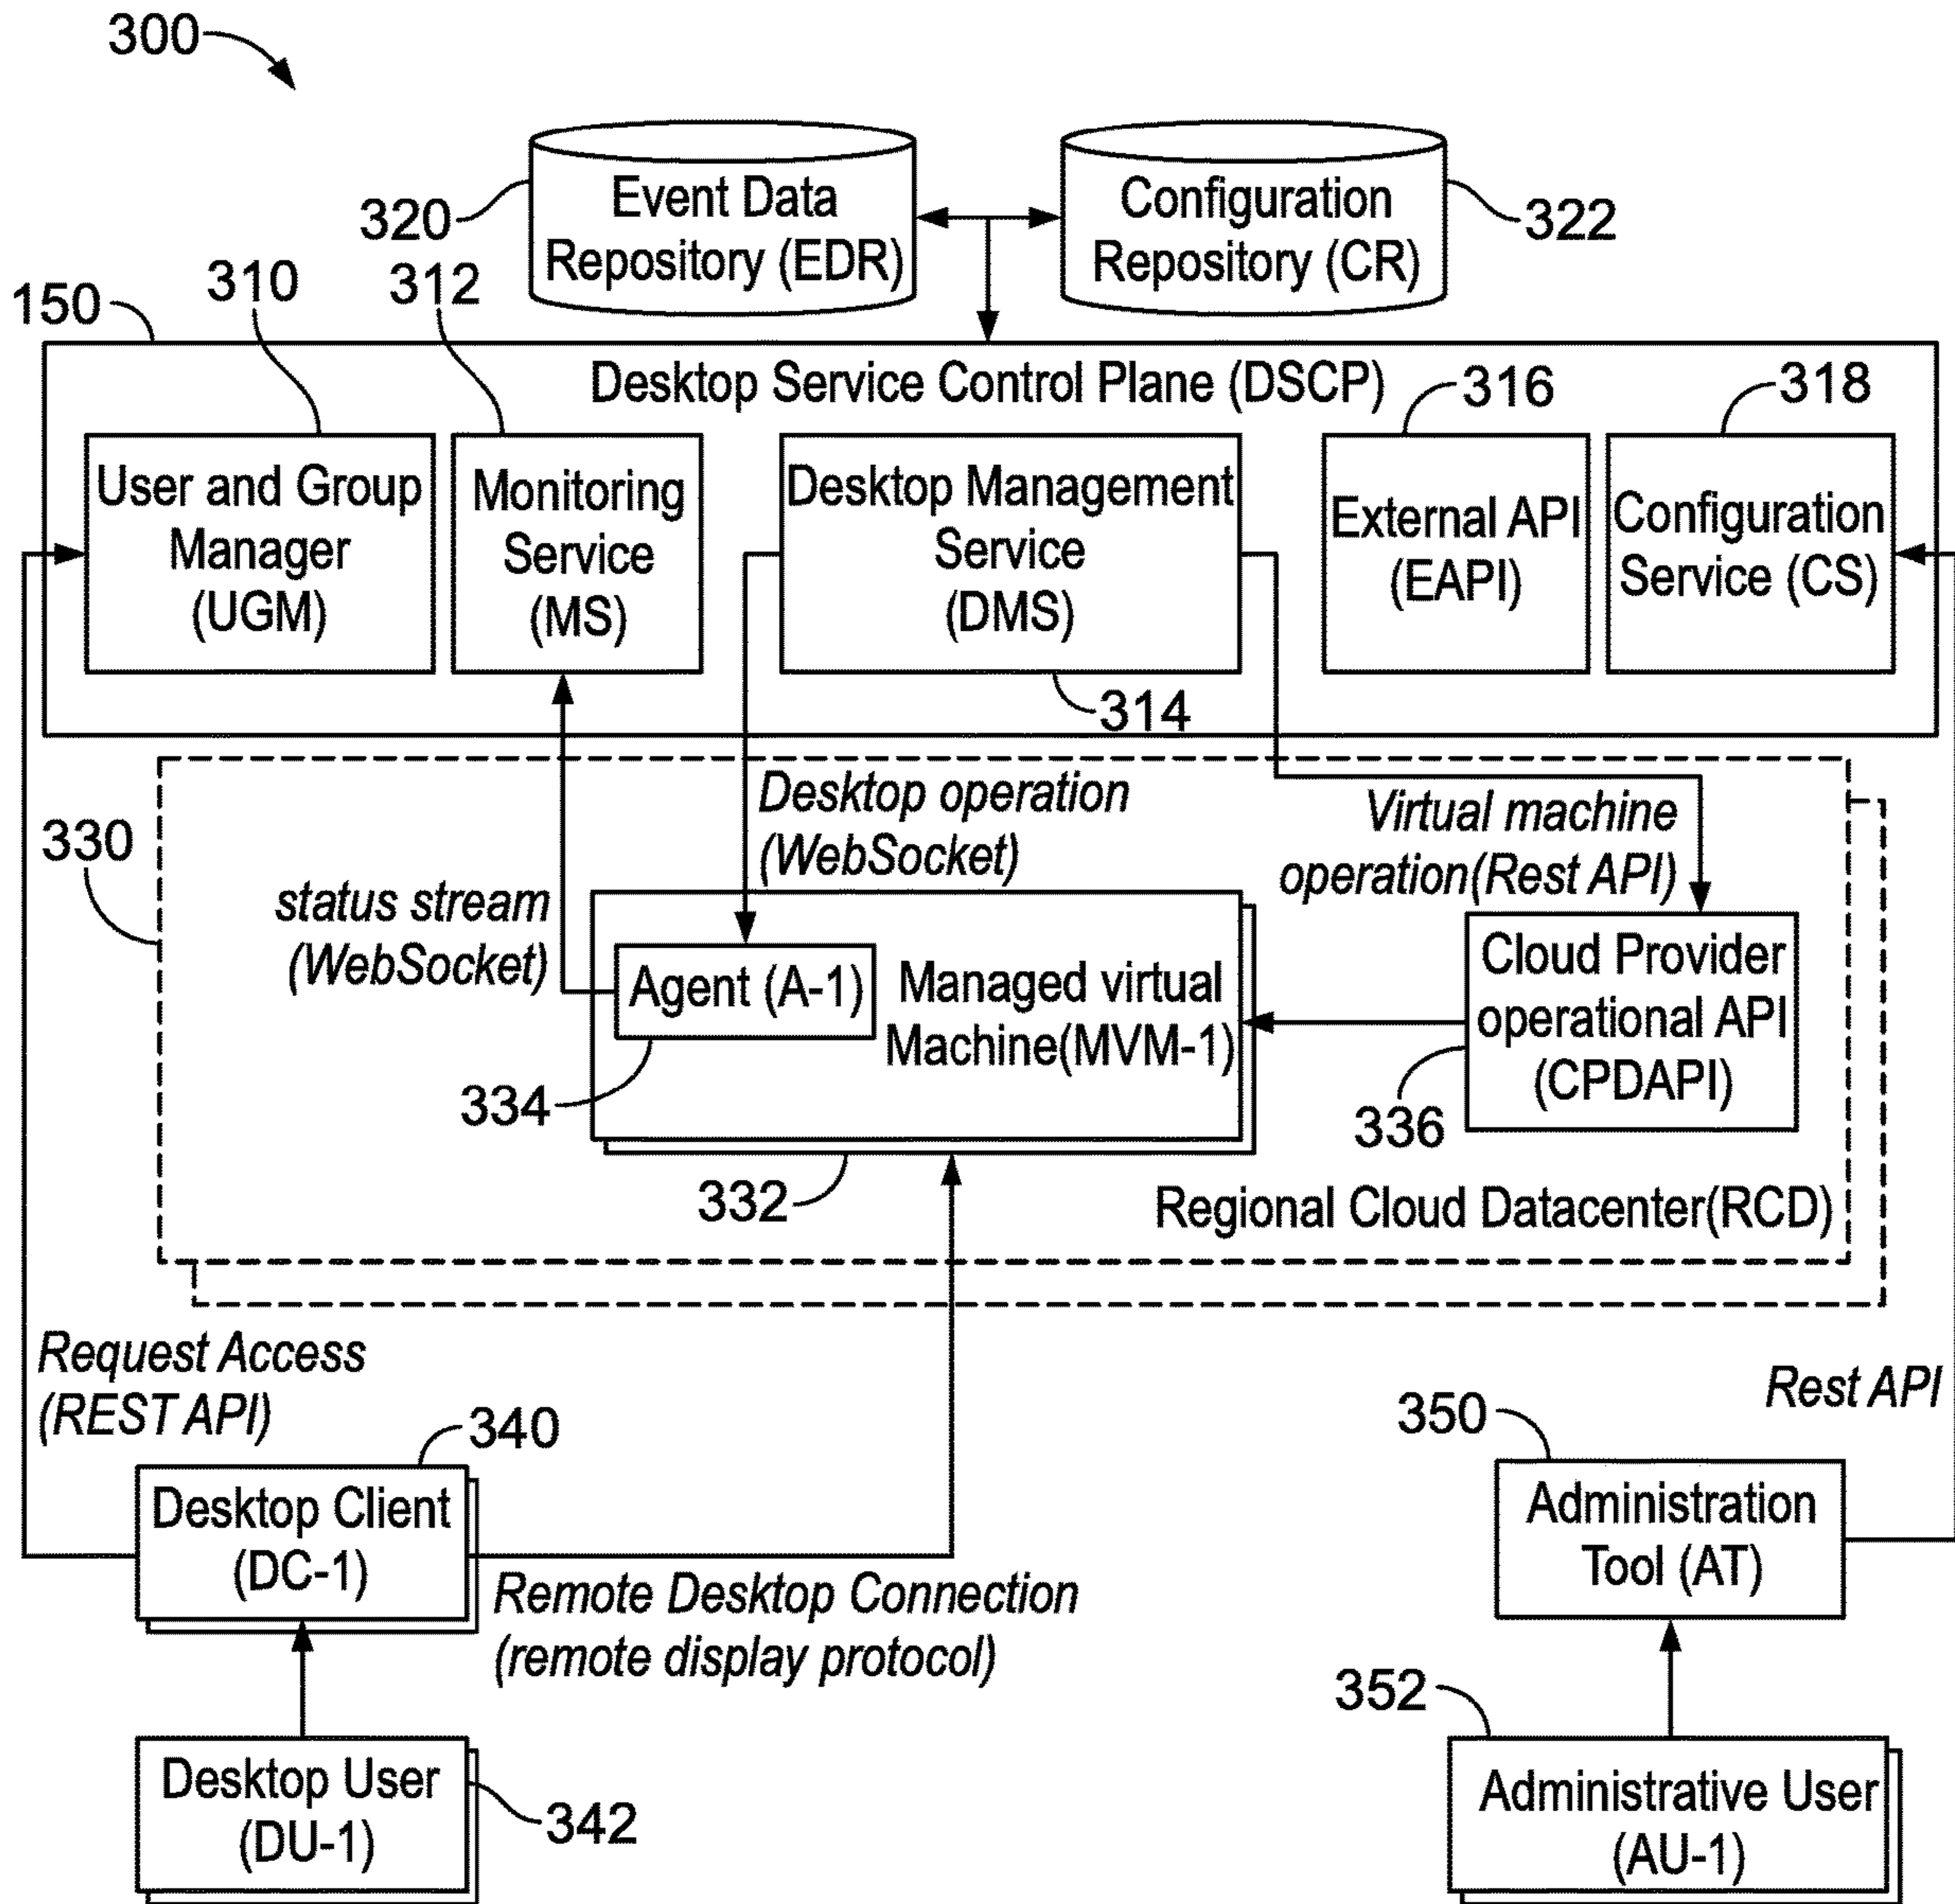 300
320
Event Data
Repository (EDR)
Configuration
Repository (CR)
322
150
310
312
Desktop Service Control Plane (DSCP)
316
318
User and Group
Manager
(UGM)
Monitoring
Service
(MS)
Desktop Management
Service
(DMS)
External API
(EAPI)
Configuration
Service (CS)
314
330
status stream
(WebSocket)
Desktop operation
(WebSocket)
Virtual machine
operation(Rest API)
Agent (A-1)
Managed virtual
Machine(MVM-1)
Cloud Provider
operational API
(CPDAPI)
334
336
332
Regional Cloud Datacenter(RCD)
Request Access
(REST API)
Rest API
340
350
Desktop Client
(DC-1)
Administration
Tool (AT)
Remote Desktop Connection
(remote display protocol)
352
Desktop User
(DU-1)
342
Administrative User
(AU-1)